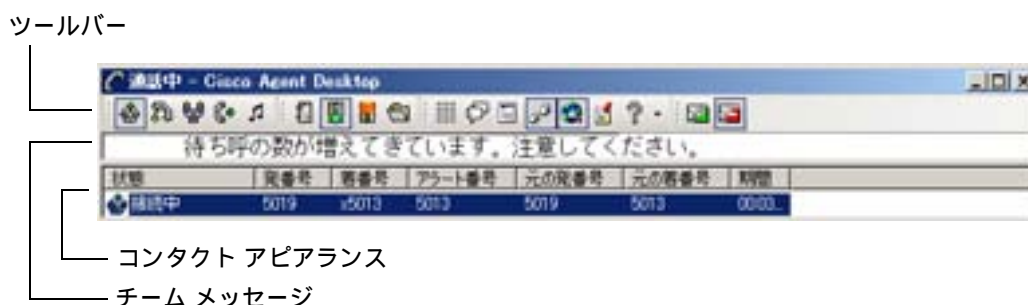 ツールバー
通話中 - Cisco Agent Desktop
待ち呼の数が増えてきています。注意してください。
状態 発番号 着番号 アラート番号 元の発番号 元の着番号 期間
接続中 5019 x5013 5013 5019 5013 00:03...
コンタクト アピアランス
チーム メッセージ